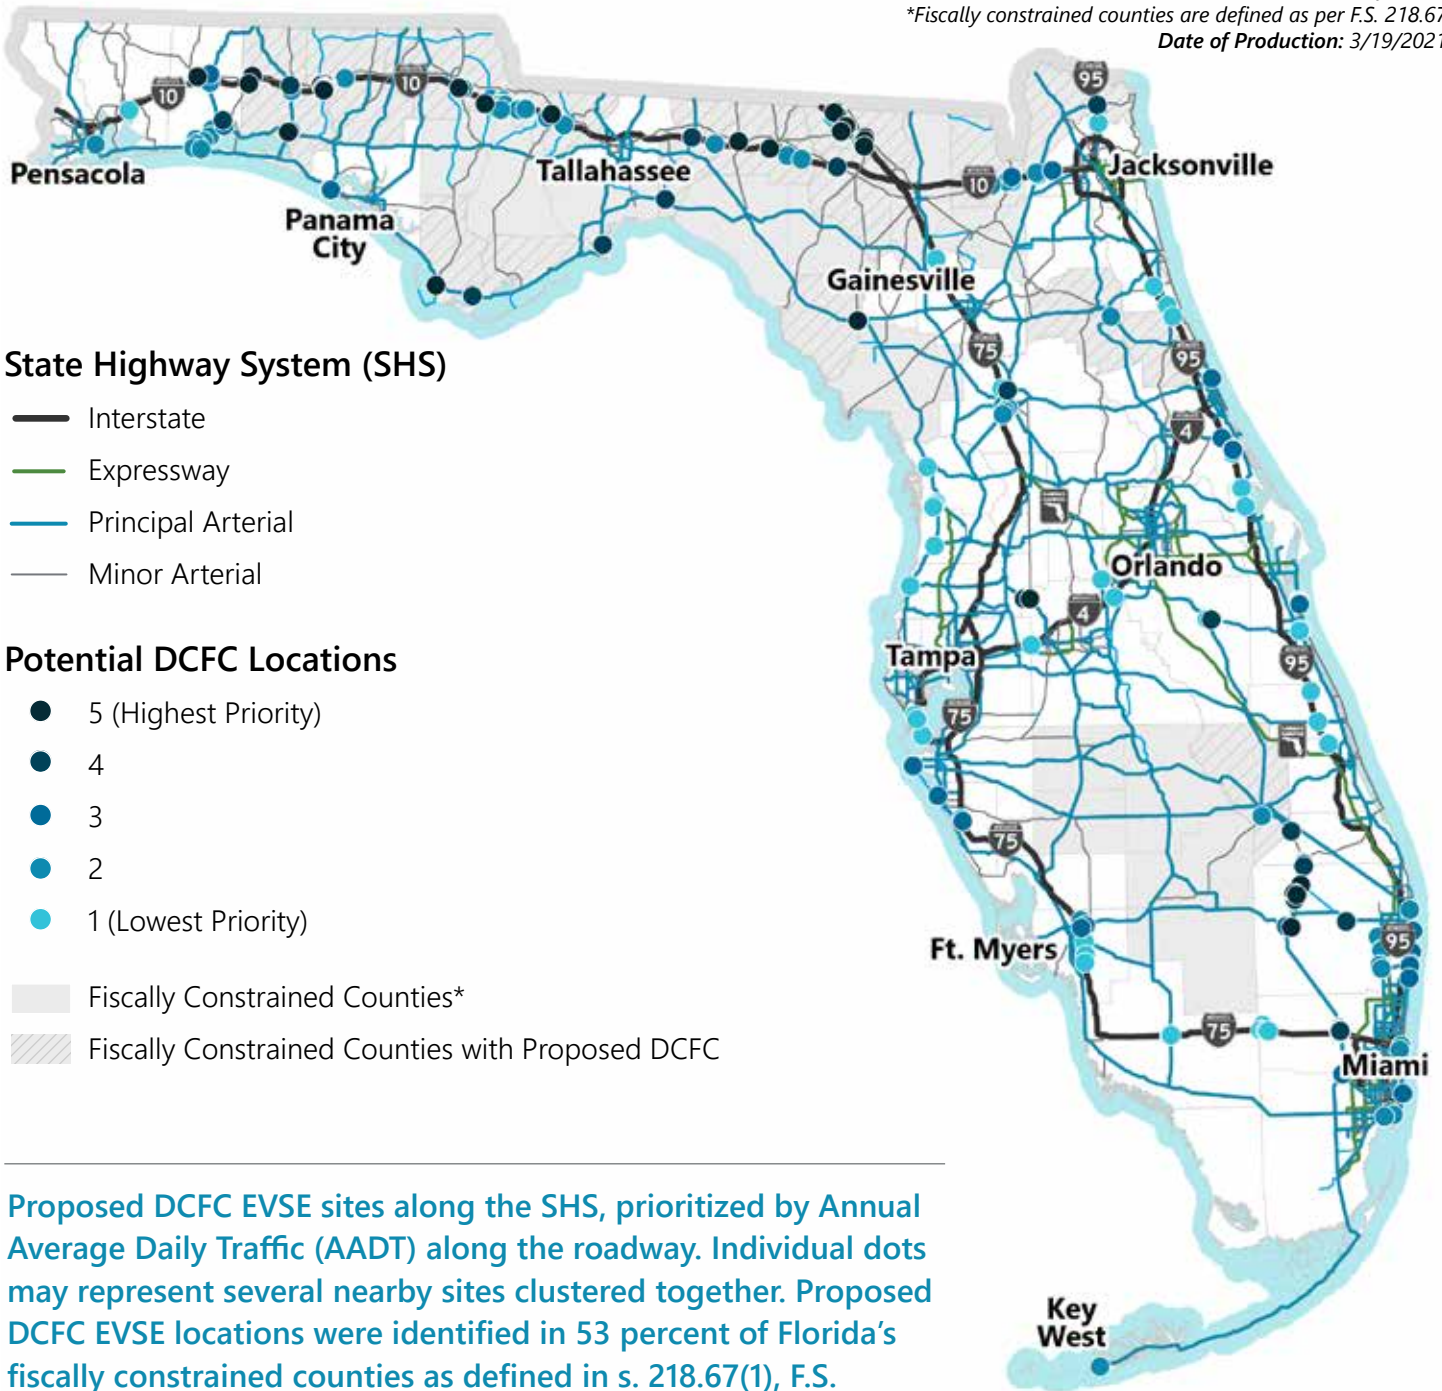 *Fiscally constrained counties are defined as per F.S. 218.67
Date of Production: 3/19/2021
95
10
10
Pensacola
Tallahassee
Jacksonville
10
Panama
City
Gainesville
75
95
State Highway System (SHS)
Interstate
Expressway
Principal Arterial
Minor Arterial
4
Orlando
4
Tampa
95
75
Potential DCFC Locations
5 (Highest Priority)
4
3
2
1 (Lowest Priority)
75
Ft. Myers
95
Fiscally Constrained Counties*
Fiscally Constrained Counties with Proposed DCFC
75
Miami
Proposed DCFC EVSE sites along the SHS, prioritized by Annual
Average Daily Traffic (AADT) along the roadway. Individual dots
may represent several nearby sites clustered together. Proposed
DCFC EVSE locations were identified in 53 percent of Florida’s
fiscally constrained counties as defined in s. 218.67(1), F.S.
Key
West